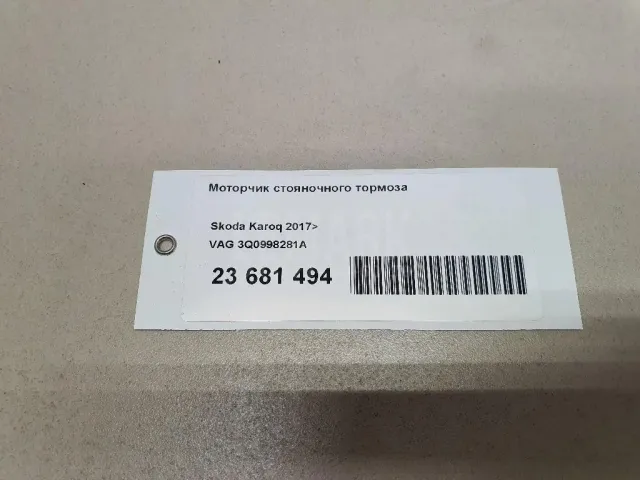 Моторчик стояночного тормоза
Skoda Karoq 2017>
VAG 3Q0998281A
23 681 494